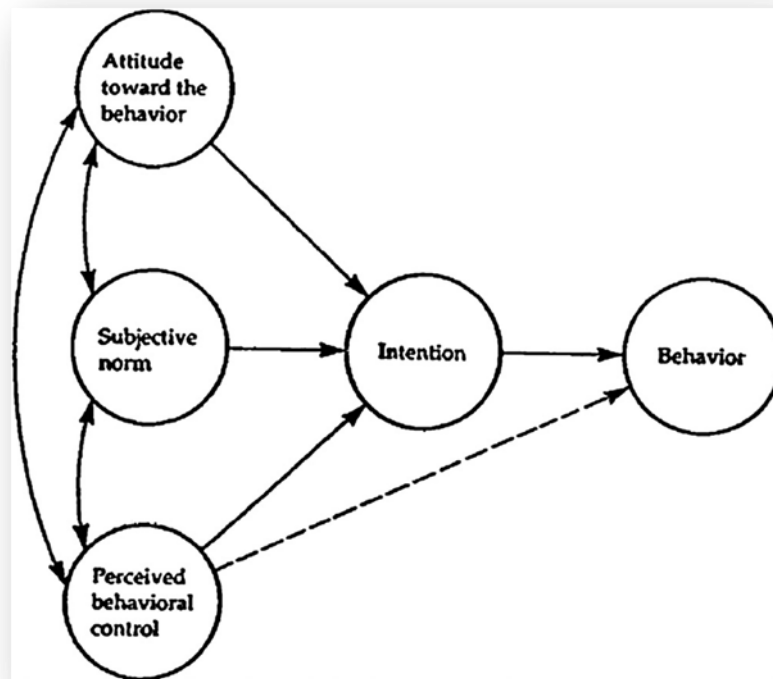 Attitude
toward the
behavior
Subjective
norm
Intention
Behavior
Perceived
behavioral
control